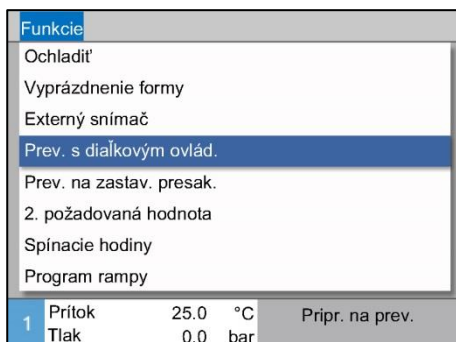 Funkcie
Ochladiť
Vyprázdnenie formy
Externý snímač
Prev. s diaľkovým ovlád.
Prev. na zastav. presak.
2. požadovaná hodnota
Spínacie hodiny
Program rampy
1 Prítok 25.0 °C Pripr. na prev.
Tlak 0.0 bar